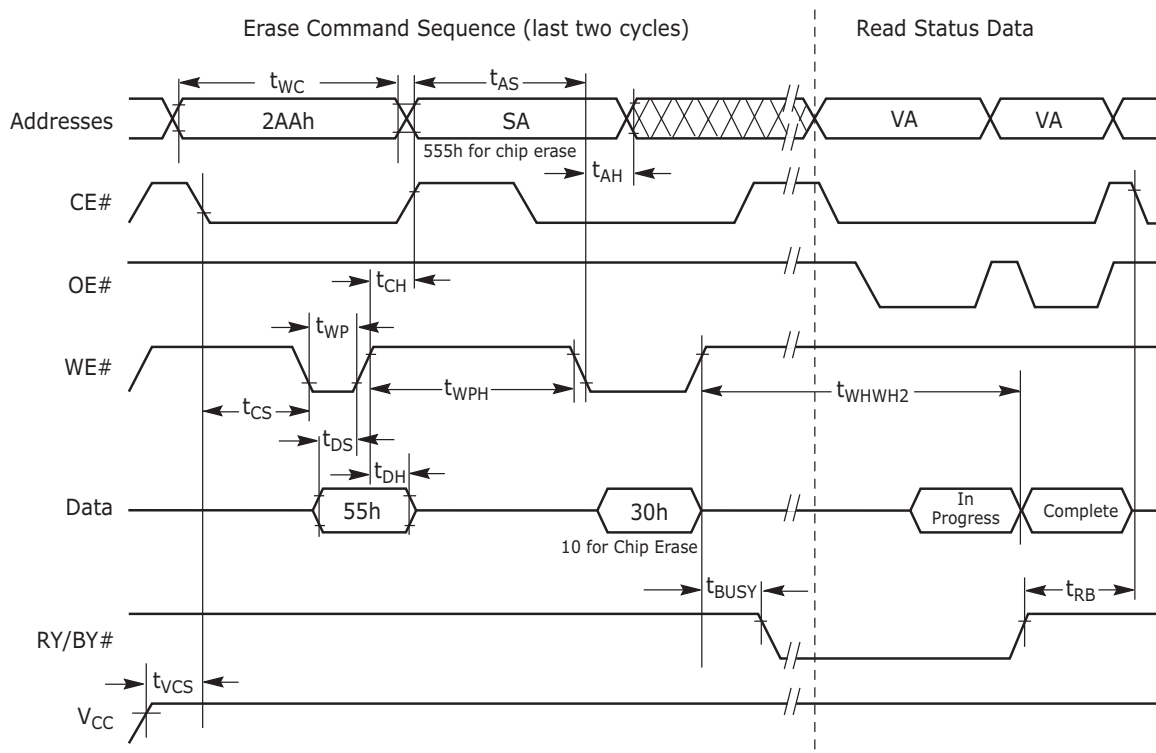 Erase Command Sequence (last two cycles)
Read Status Data
tWC
tAS
Addresses
2AAh
SA
VA
VA
555h for chip erase
tAH
CE#
OE#
tCH
tWP
WE#
tWPH
tWHWH2
tCS
tDS
tDH
Data
55h
30h
In
Progress
Complete
10 for Chip Erase
tBUSY
tRB
RY/BY#
tVCS
VCC